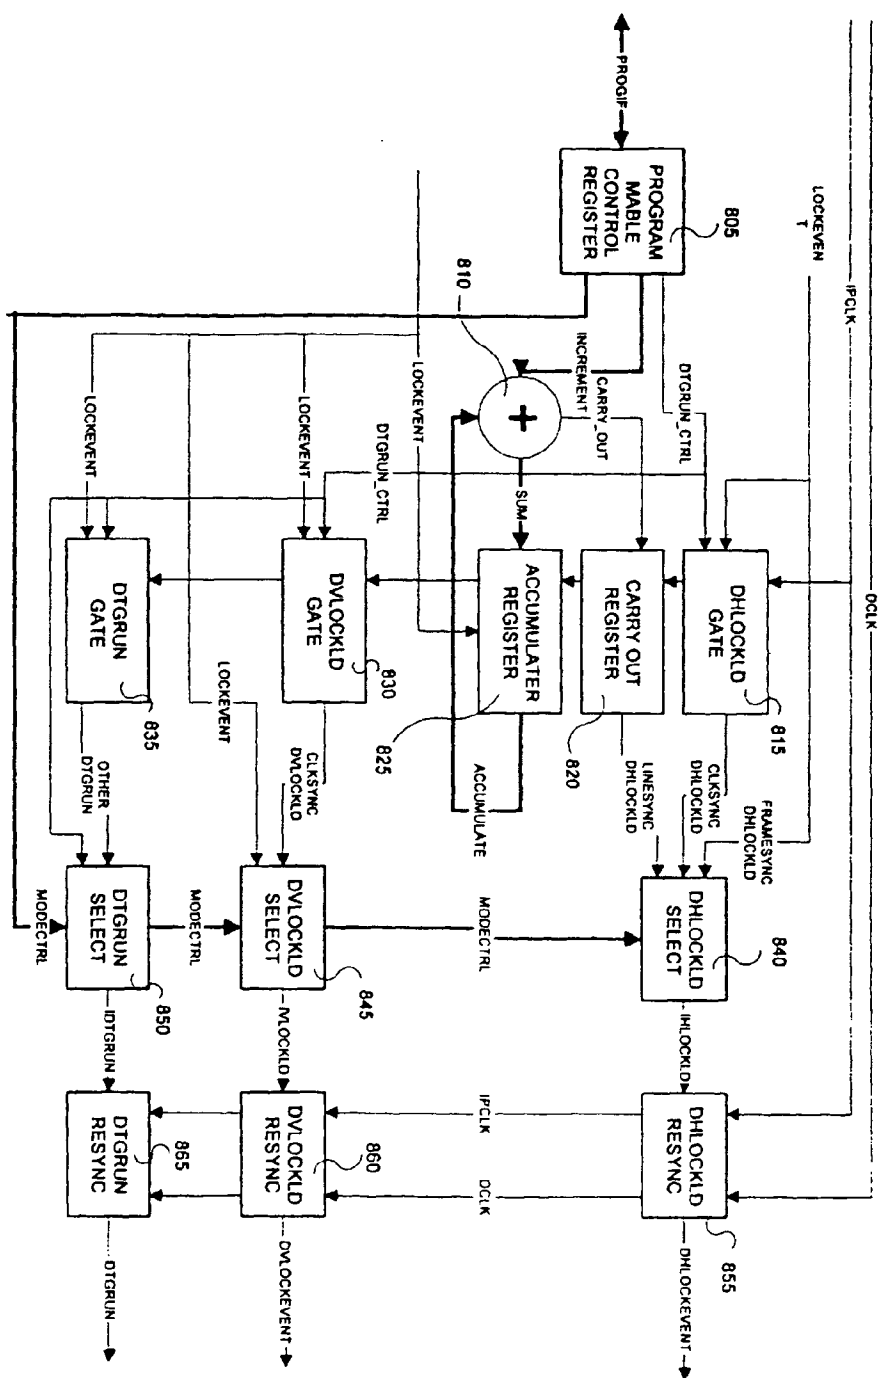 DCLK
IPCLK
LOCKEVEN
T
PROGIF
PROGRAM
MABLE
CONTROL
REGISTER
805
810
INCREMENT
CARRY_OUT
DTGRUN_CTRL
SUM
LOCKEVENT
DTGRUN_CTRL
LOCKEVENT
LOCKEVENT
DHLOCKLD
GATE
815
CARRY OUT
REGISTER
820
ACCUMULATER
REGISTER
825
DVLOCKLD
GATE
830
DTGRUN
GATE
835
FRAMESYNC
DHLOCKLD
CLKSYNC
DHLOCKLD
LINESYNC
DHLOCKLD
ACCUMULATE
CLKSYNC
DVLOCKLD
LOCKEVENT
OTHER
DTGRUN
DHLOCKLD
SELECT
840
MODECTRL
DVLOCKLD
SELECT
845
MODECTRL
DTGRUN
SELECT
850
MODECTRL
IHLOCKLD
IVLOCKLD
IDTGRUN
DHLOCKLD
RESYNC
855
IPCLK
DCLK
DVLOCKLD
RESYNC
860
DTGRUN
RESYNC
865
DHLOCKEVENT
DVLOCKEVENT
DTGRUN